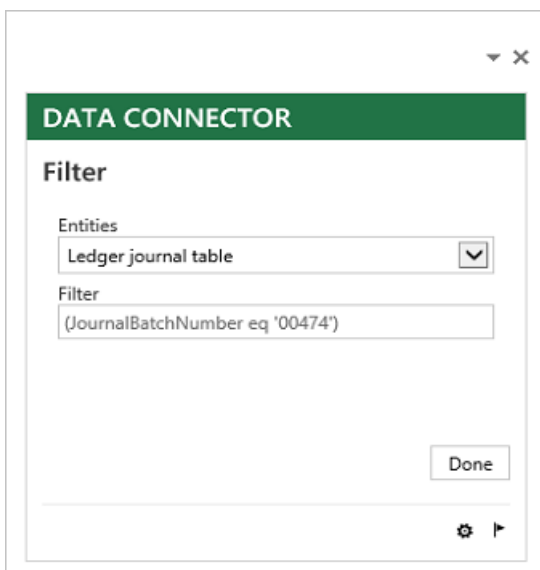 DATA CONNECTOR
Filter
Entities
Ledger journal table
Filter
(JournalBatchNumber eq '00474')
Done